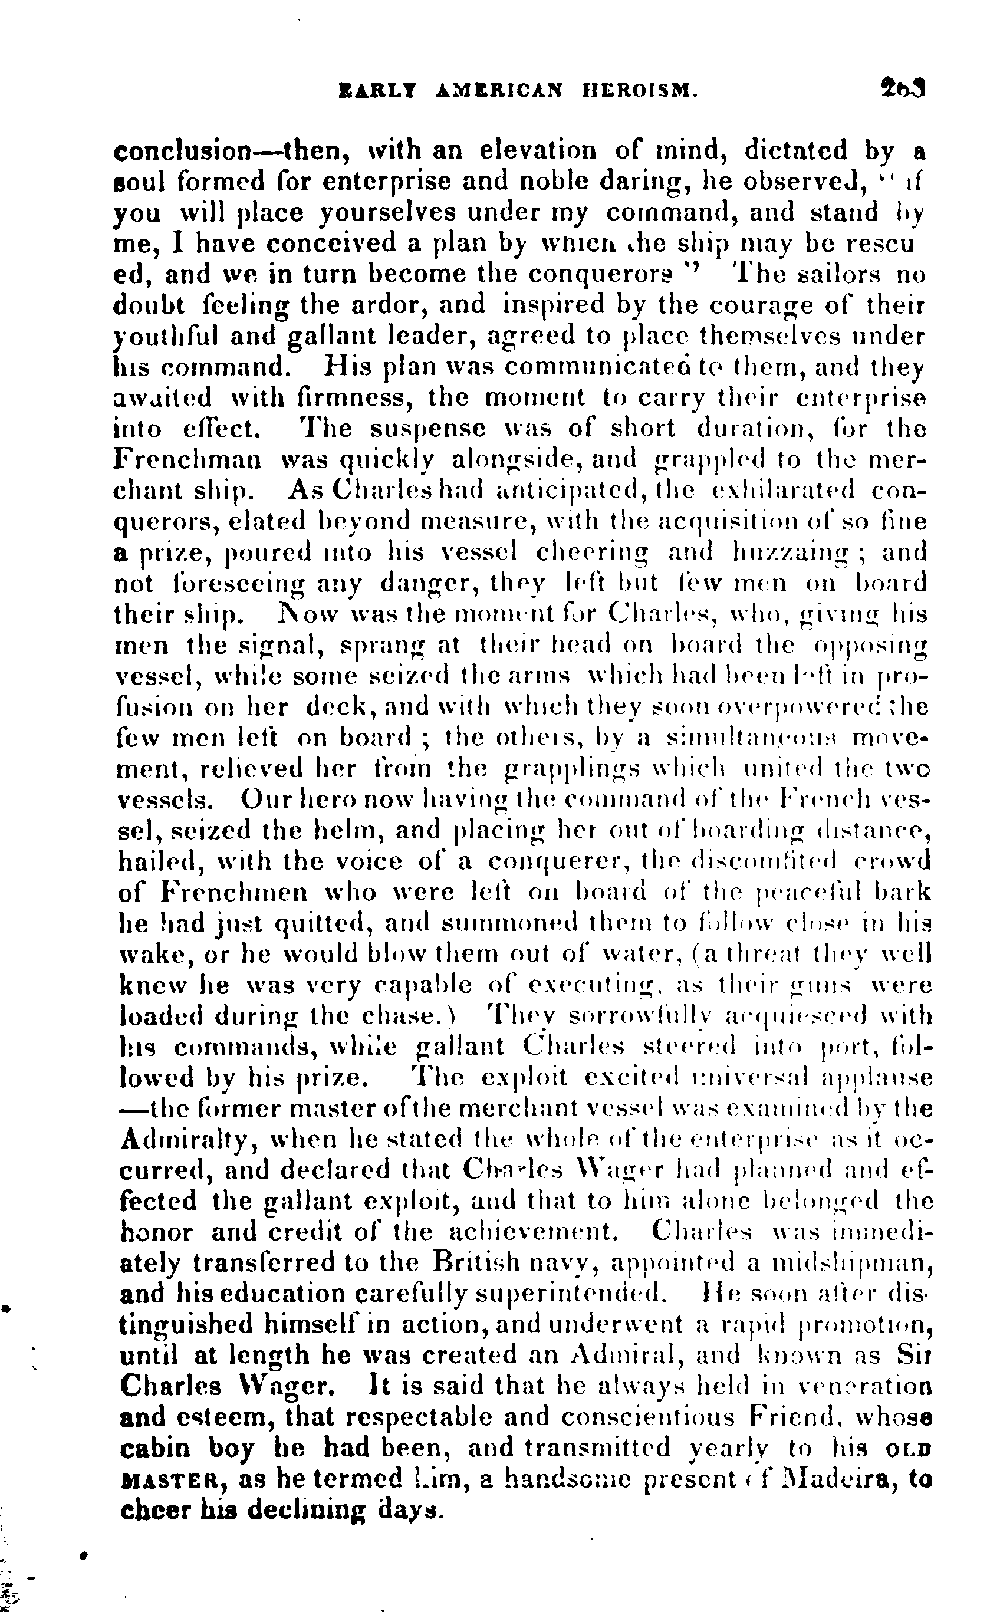 EARLY AMERICAN HEROISM. 263
conclusion—then, with an elevation of mind, dictated by a
soul formed for enterprise and noble daring, he observed, "if
you will place yourselves under my command, and stand by
me, I have conceived a plan by which the ship may be rescu
ed, and we in turn become the conquerors" The sailors no
doubt feeling the ardor, and inspired by the courage of their
youthful and gallant leader, agreed to place themselves under
his command. His plan was communicated to them, and they
awaited with firmness, the moment to carry their enterprise
into effect. The suspense was of short duration, for the
Frenchman was quickly alongside, and grappled to the mer-
chant ship. As Charles had anticipated, the exhilarated con-
querors, elated beyond measure, with the acquisition of so fine
a prize, poured into his vessel cheering and huzzaing; and
not foreseeing any danger, they left but few men on board
their ship. Now was the moment for Charles, who, giving his
men the signal, sprang at their head on board the opposing
vessel, while some seized the arms which had been left in pro-
fusion on her deck, and with which they soon overpowered the
few men left on board; the others, by a simultaneous move-
ment, relieved her from the grapplings which united the two
vessels. Our hero now having the command of the French ves-
sel, seized the helm, and placing her out of boarding distance,
hailed, with the voice of a conquerer, the discomfited crowd
of Frenchmen who were left on board of the peaceful bark
he had just quitted, and summoned them to follow close in his
wake, or he would blow them out of water, (a threat they well
knew he was very capable of executing, as their guns were
loaded during the chase.) They sorrowfully acquiesced with
his commands, while gallant Charles steered into port, fol-
lowed by his prize. The exploit excited universal applause
—the former master of the merchant vessel was examined by the
Admiralty, when he stated the whole of the enterprise as it oc-
curred, and declared that Charles Wager had planned and ef-
fected the gallant exploit, and that to him alone belonged the
honor and credit of the achievement. Charles was immedi-
ately transferred to the British navy, appointed a midshipman,
and his education carefully superintended. He soon after dis-
tinguished himself in action, and underwent a rapid promotion,
until at length he was created an Admiral, and known as Sir
Charles Wager. It is said that he always held in veneration
and esteem, that respectable and conscientious Friend, whose
cabin boy he had been, and transmitted yearly to his OLD
MASTER, as he termed him, a handsome present of Madeira, to
cheer his declining days.